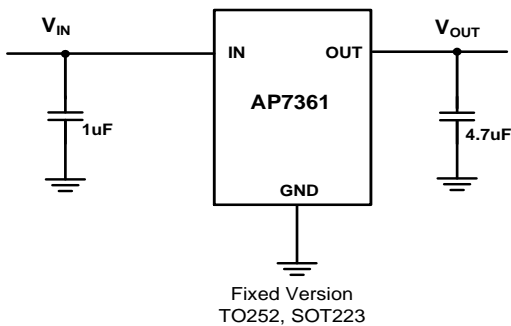 VIN
VOUT
IN
OUT
AP7361
1uF
4.7uF
GND
Fixed Version
TO252, SOT223